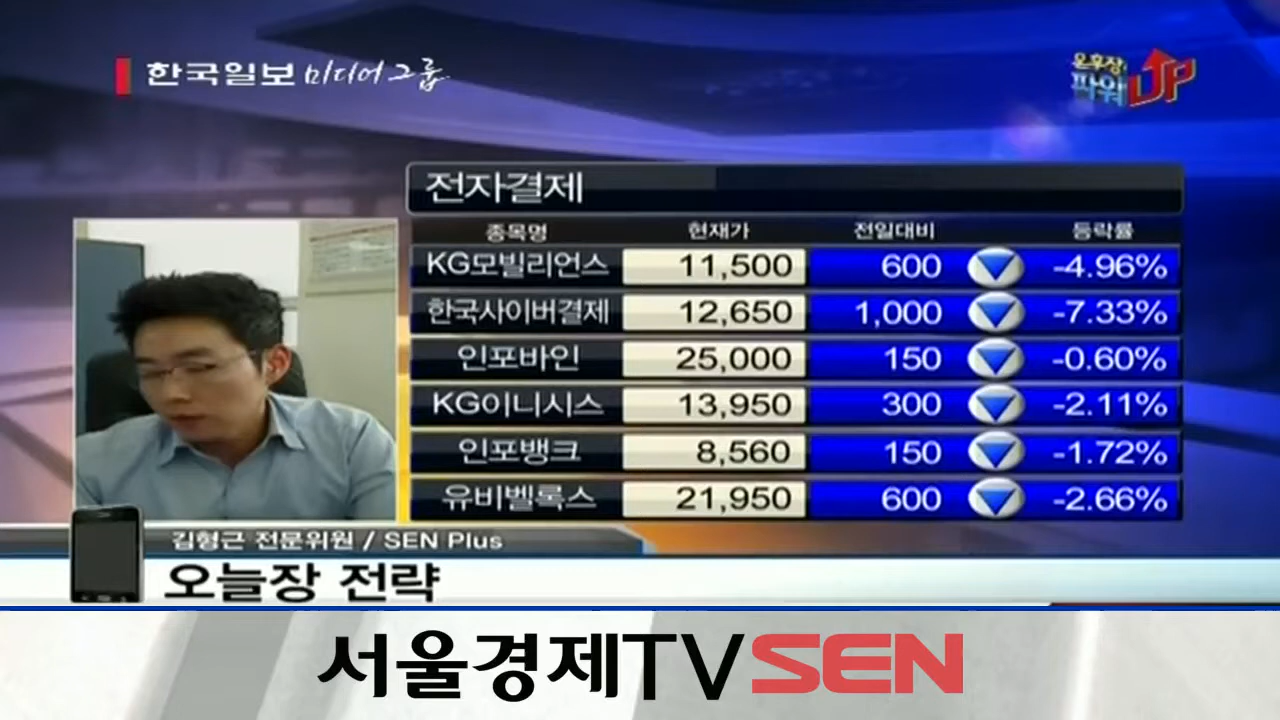 한국일보 미디어그룹
오후장 파워 UP
전자결제
종목명 현재가 전일대비 등락률
KG모빌리언스 11,500 600 ▼ -4.96%
한국사이버결제 12,650 1,000 ▼ -7.33%
인포바인 25,000 150 ▼ -0.60%
KG이니시스 13,950 300 ▼ -2.11%
인포뱅크 8,560 150 ▼ -1.72%
유비벨록스 21,950 600 ▼ -2.66%
김형근 전문위원 / SEN Plus
오늘장 전략
서울경제TV SEN